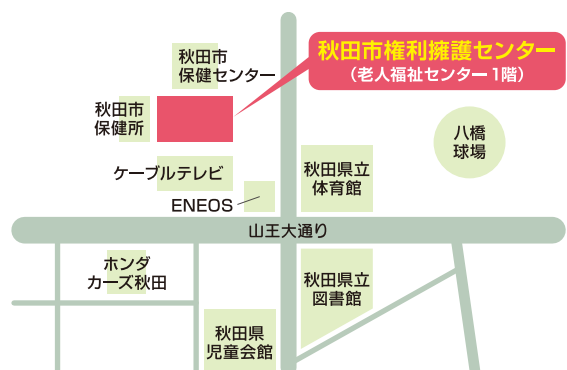 秋田市権利擁護センター
（老人福祉センター1階）
秋田市
保健センター
秋田市
保健所
八橋
球場
ケーブルテレビ
秋田県立
体育館
ENEOS
山王大通り
ホンダ
カーズ秋田
秋田県立
図書館
秋田県
児童会館